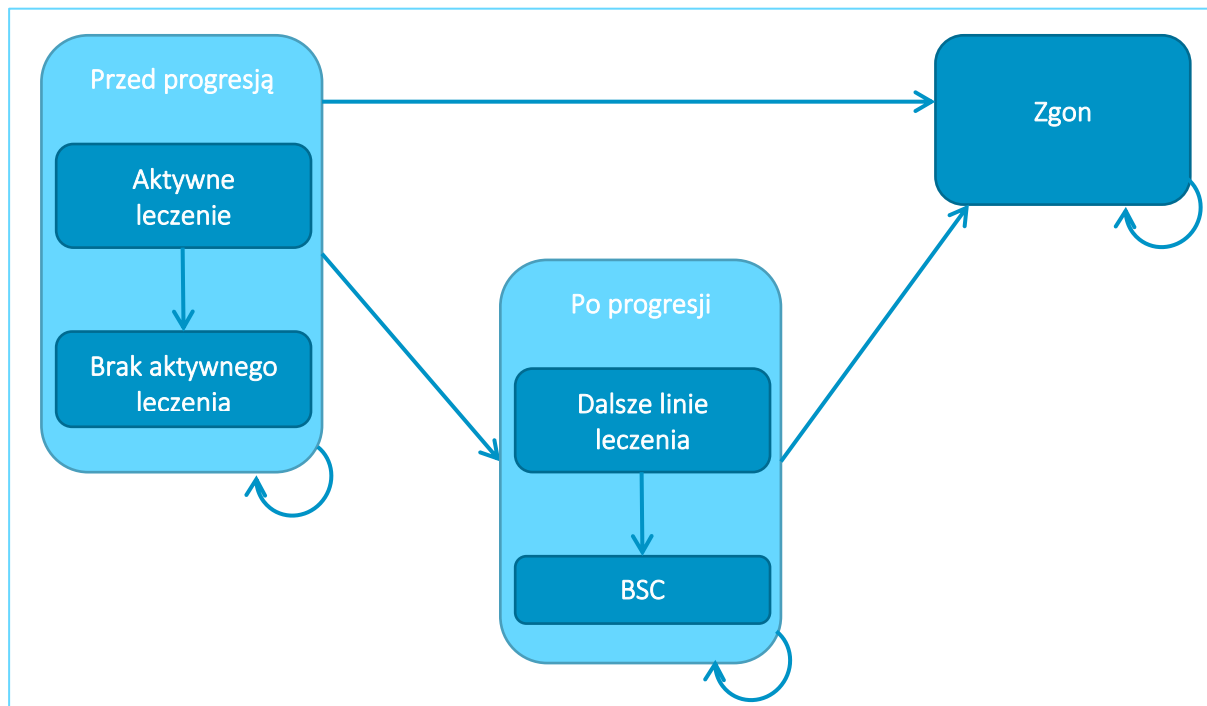 Przed progresją
Aktywne
leczenie
Brak aktywnego
leczenia
Po progresji
Dalsze linie
leczenia
BSC
Zgon